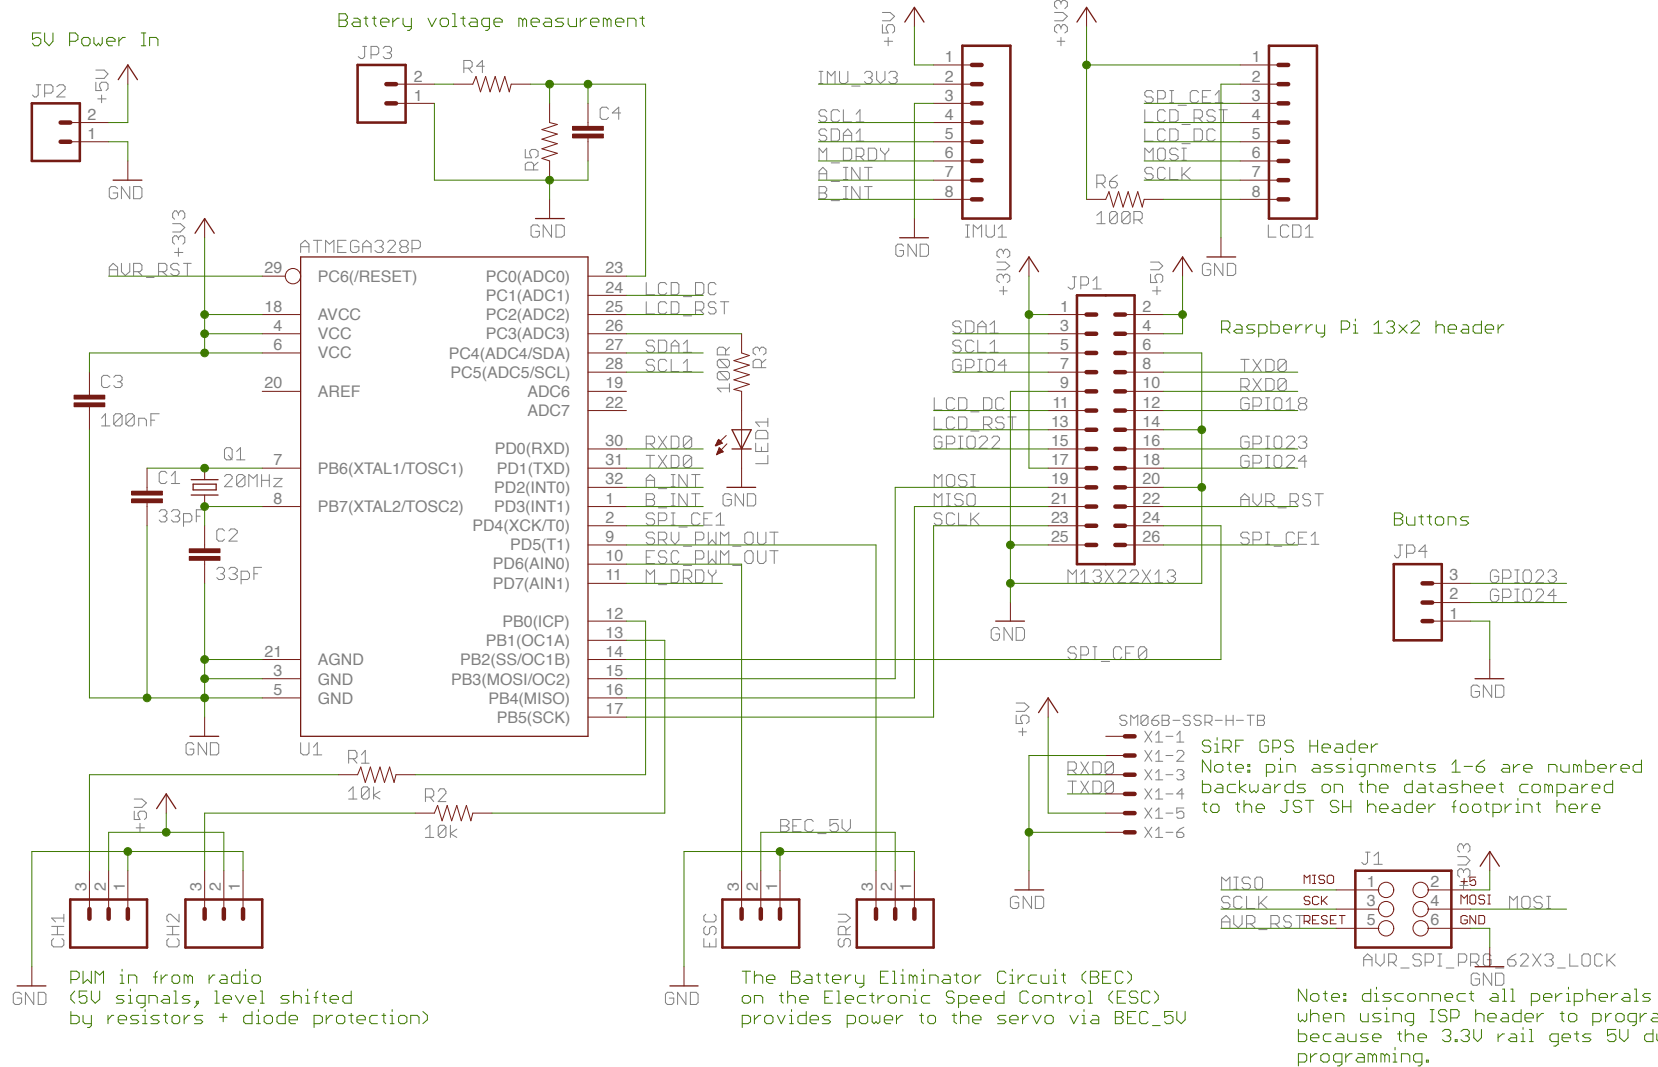 5V Power In
JP2
+5V
2
1
GND
Battery voltage measurement
JP3
2
1
R4
R5
C4
GND
+5V
IMU_3V3
SCL1
SDA1
M_DRDY
A_INT
B_INT
1
2
3
4
5
6
7
8
GND
IMU1
+3V3
SPI_CE1
LCD_RST
LCD_DC
MOSI
SCLK
R6
100R
1
2
3
4
5
6
7
8
GND
LCD1
+3V3
ATMEGA328P
AVR_RST
29 PC6(/RESET)
18 AVCC
4 VCC
6 VCC
20 AREF
7 PB6(XTAL1/TOSC1)
8 PB7(XTAL2/TOSC2)
21 AGND
3 GND
5 GND
C3
100nF
Q1
20MHz
C1
33pF
C2
33pF
GND
U1
PC0(ADC0) 23
PC1(ADC1) 24 LCD_DC
PC2(ADC2) 25 LCD_RST
PC3(ADC3) 26
PC4(ADC4/SDA) 27 SDA1
PC5(ADC5/SCL) 28 SCL1
ADC6 19
ADC7 22
PD0(RXD) 30 RXD0
PD1(TXD) 31 TXD0
PD2(INT0) 32 A_INT
PD3(INT1) 1 B_INT
PD4(XCK/T0) 2 SPI_CE1
PD5(T1) 9 SRV_PWM_OUT
PD6(AIN0) 10 ESC_PWM_OUT
PD7(AIN1) 11 M_DRDY
PB0(ICP) 12
PB1(OC1A) 13
PB2(SS/OC1B) 14
PB3(MOSI/OC2) 15
PB4(MISO) 16
PB5(SCK) 17
100R
R3
LED1
GND
+3V3
JP1
+5V
Raspberry Pi 13x2 header
1 2
SDA1 3 4
SCL1 5 6
GPIO4 7 8 TXD0
9 10 RXD0
LCD_DC 11 12 GPIO18
LCD_RST 13 14
GPIO22 15 16 GPIO23
17 18 GPIO24
MOSI 19 20
MISO 21 22 AVR_RST
SCLK 23 24
25 26 SPI_CE1
M13X22X13
GND
SPI_CE0
Buttons
JP4
3 GPIO23
2 GPIO24
1
GND
+5V
SM06B-SSR-H-TB
X1-1
X1-2
RXD0 X1-3
TXD0 X1-4
X1-5
X1-6
GND
SiRF GPS Header
Note: pin assignments 1-6 are numbered
backwards on the datasheet compared
to the JST SH header footprint here
R1
10k
R2
10k
+5V
3 2 1
CH1
3 2 1
CH2
GND
PWM in from radio
(5V signals, level shifted
by resistors + diode protection)
BEC_5V
3 2 1
ESC
3 2 1
SRV
GND
The Battery Eliminator Circuit (BEC)
on the Electronic Speed Control (ESC)
provides power to the servo via BEC_5V
J1
MISO MISO 1 2 +5
SCLK SCK 3 4 MOSI MOSI
AVR_RST RESET 5 6 GND
3V3
AVR_SPI_PRG_62X3_LOCK
GND
Note: disconnect all peripherals
when using ISP header to progra
because the 3.3V rail gets 5V du
programming.